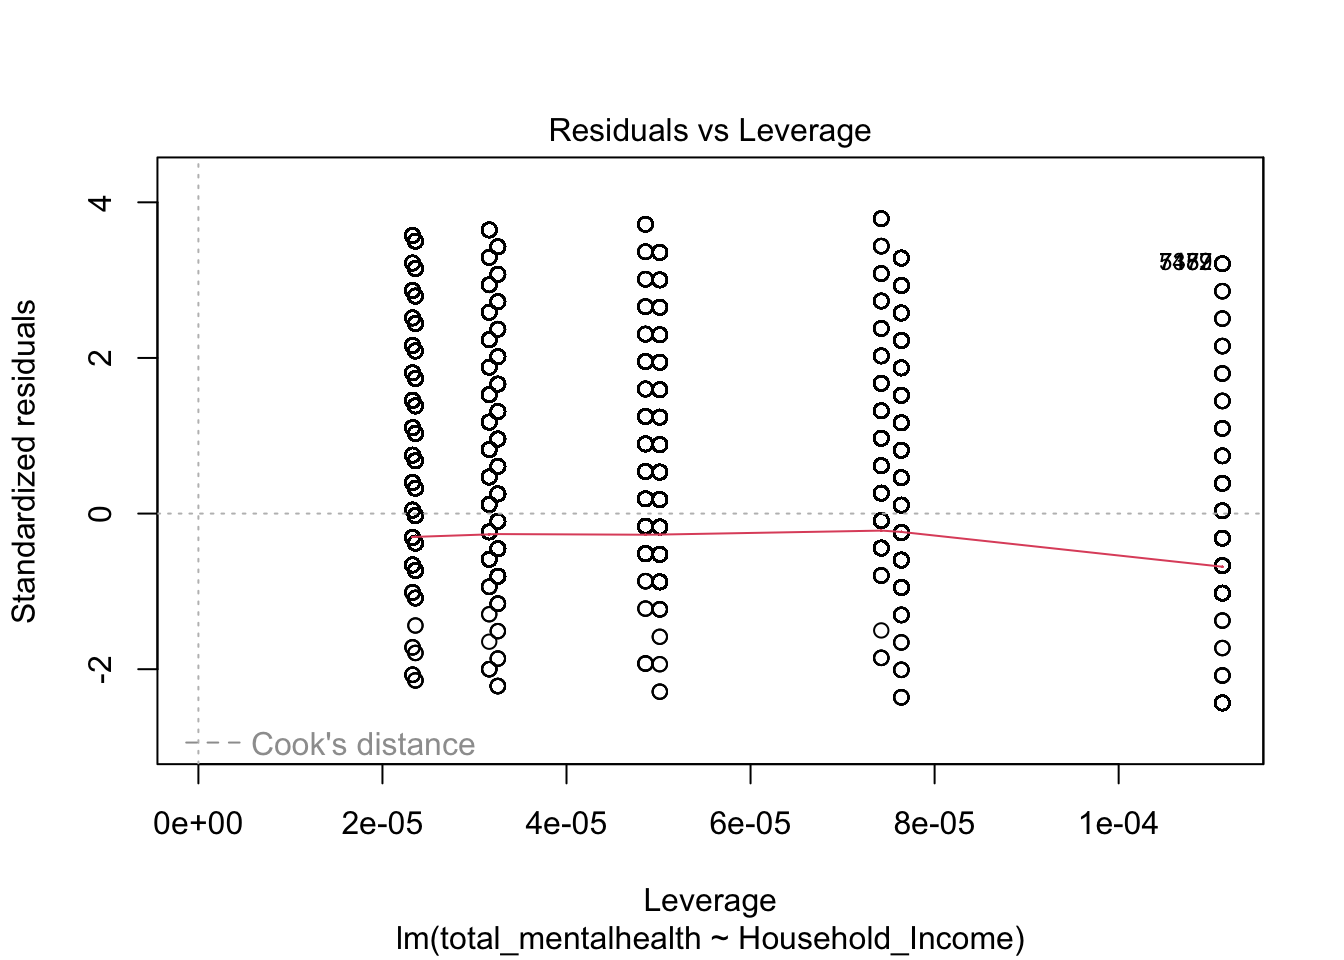 Residuals vs Leverage
Standardized residuals
4
2
0
-2
Cook's distance
0e+00 2e-05 4e-05 6e-05 8e-05 1e-04
Leverage
lm(total_mentalhealth ~ Household_Income)